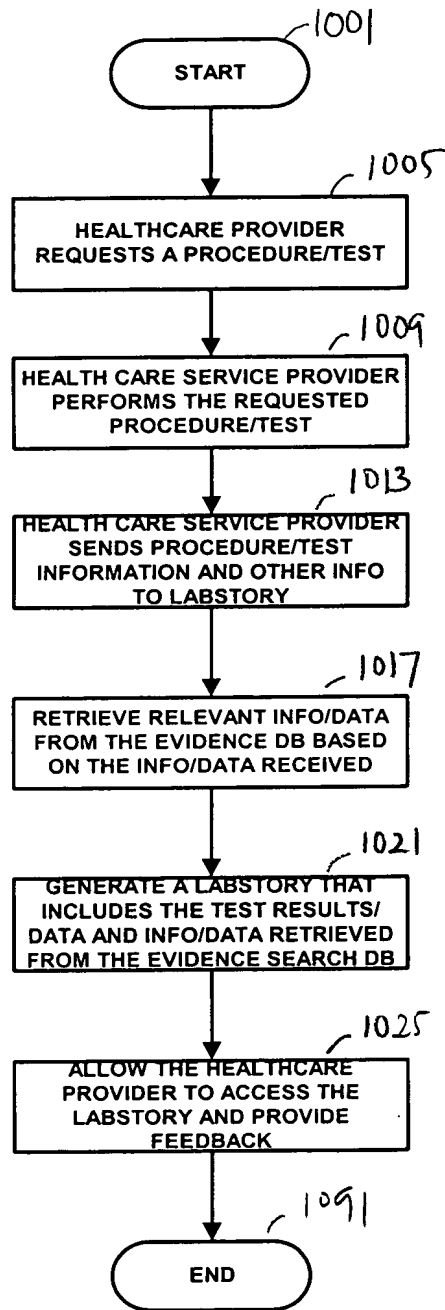 1001
START
1005
HEALTHCARE PROVIDER
REQUESTS A PROCEDURE/TEST
1009
HEALTH CARE SERVICE PROVIDER
PERFORMS THE REQUESTED
PROCEDURE/TEST
1013
HEALTH CARE SERVICE PROVIDER
SENDS PROCEDURE/TEST
INFORMATION AND OTHER INFO
TO LABSTORY
1017
RETRIEVE RELEVANT INFO/DATA
FROM THE EVIDENCE DB BASED
ON THE INFO/DATA RECEIVED
1021
GENERATE A LABSTORY THAT
INCLUDES THE TEST RESULTS/
DATA AND INFO/DATA RETRIEVED
FROM THE EVIDENCE SEARCH DB
1025
ALLOW THE HEALTHCARE
PROVIDER TO ACCESS THE
LABSTORY AND PROVIDE
FEEDBACK
1091
END